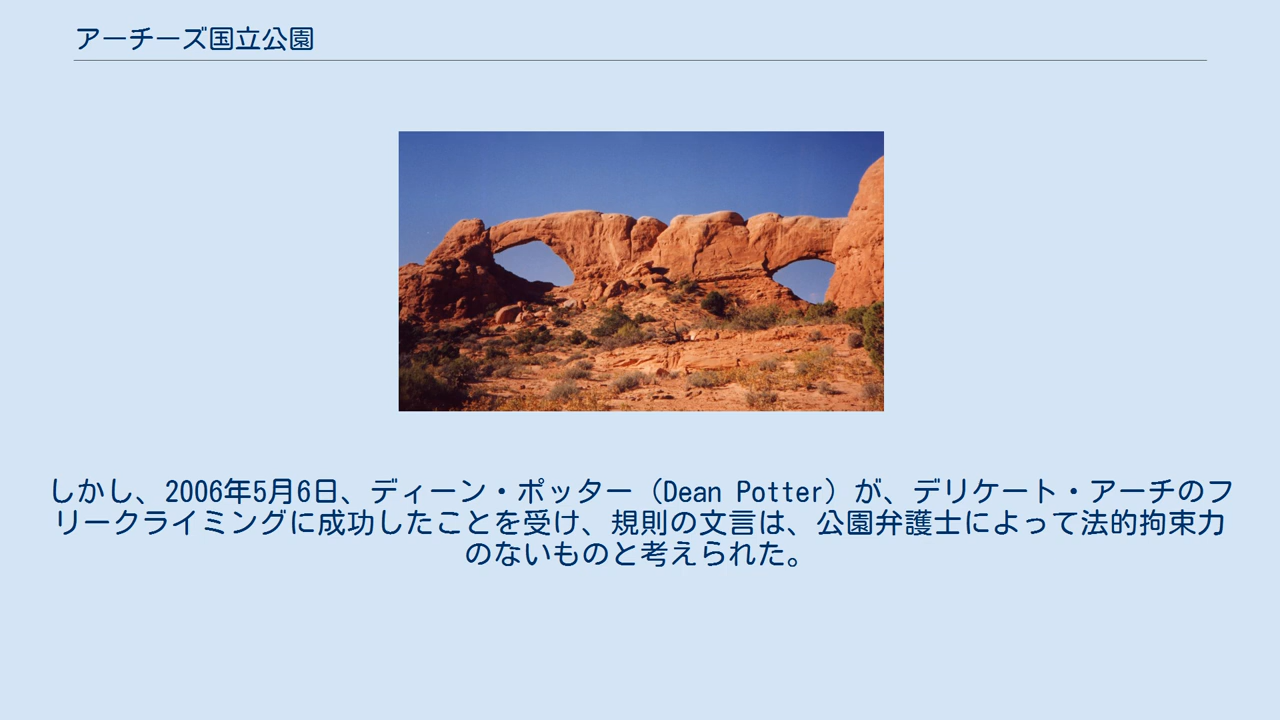 アーチーズ国立公園
しかし、2006年5月6日、ディーン・ポッター（Dean Potter）が、デリケート・アーチのフ
リークライミングに成功したことを受け、規則の文言は、公園弁護士によって法的拘束力
のないものと考えられた。